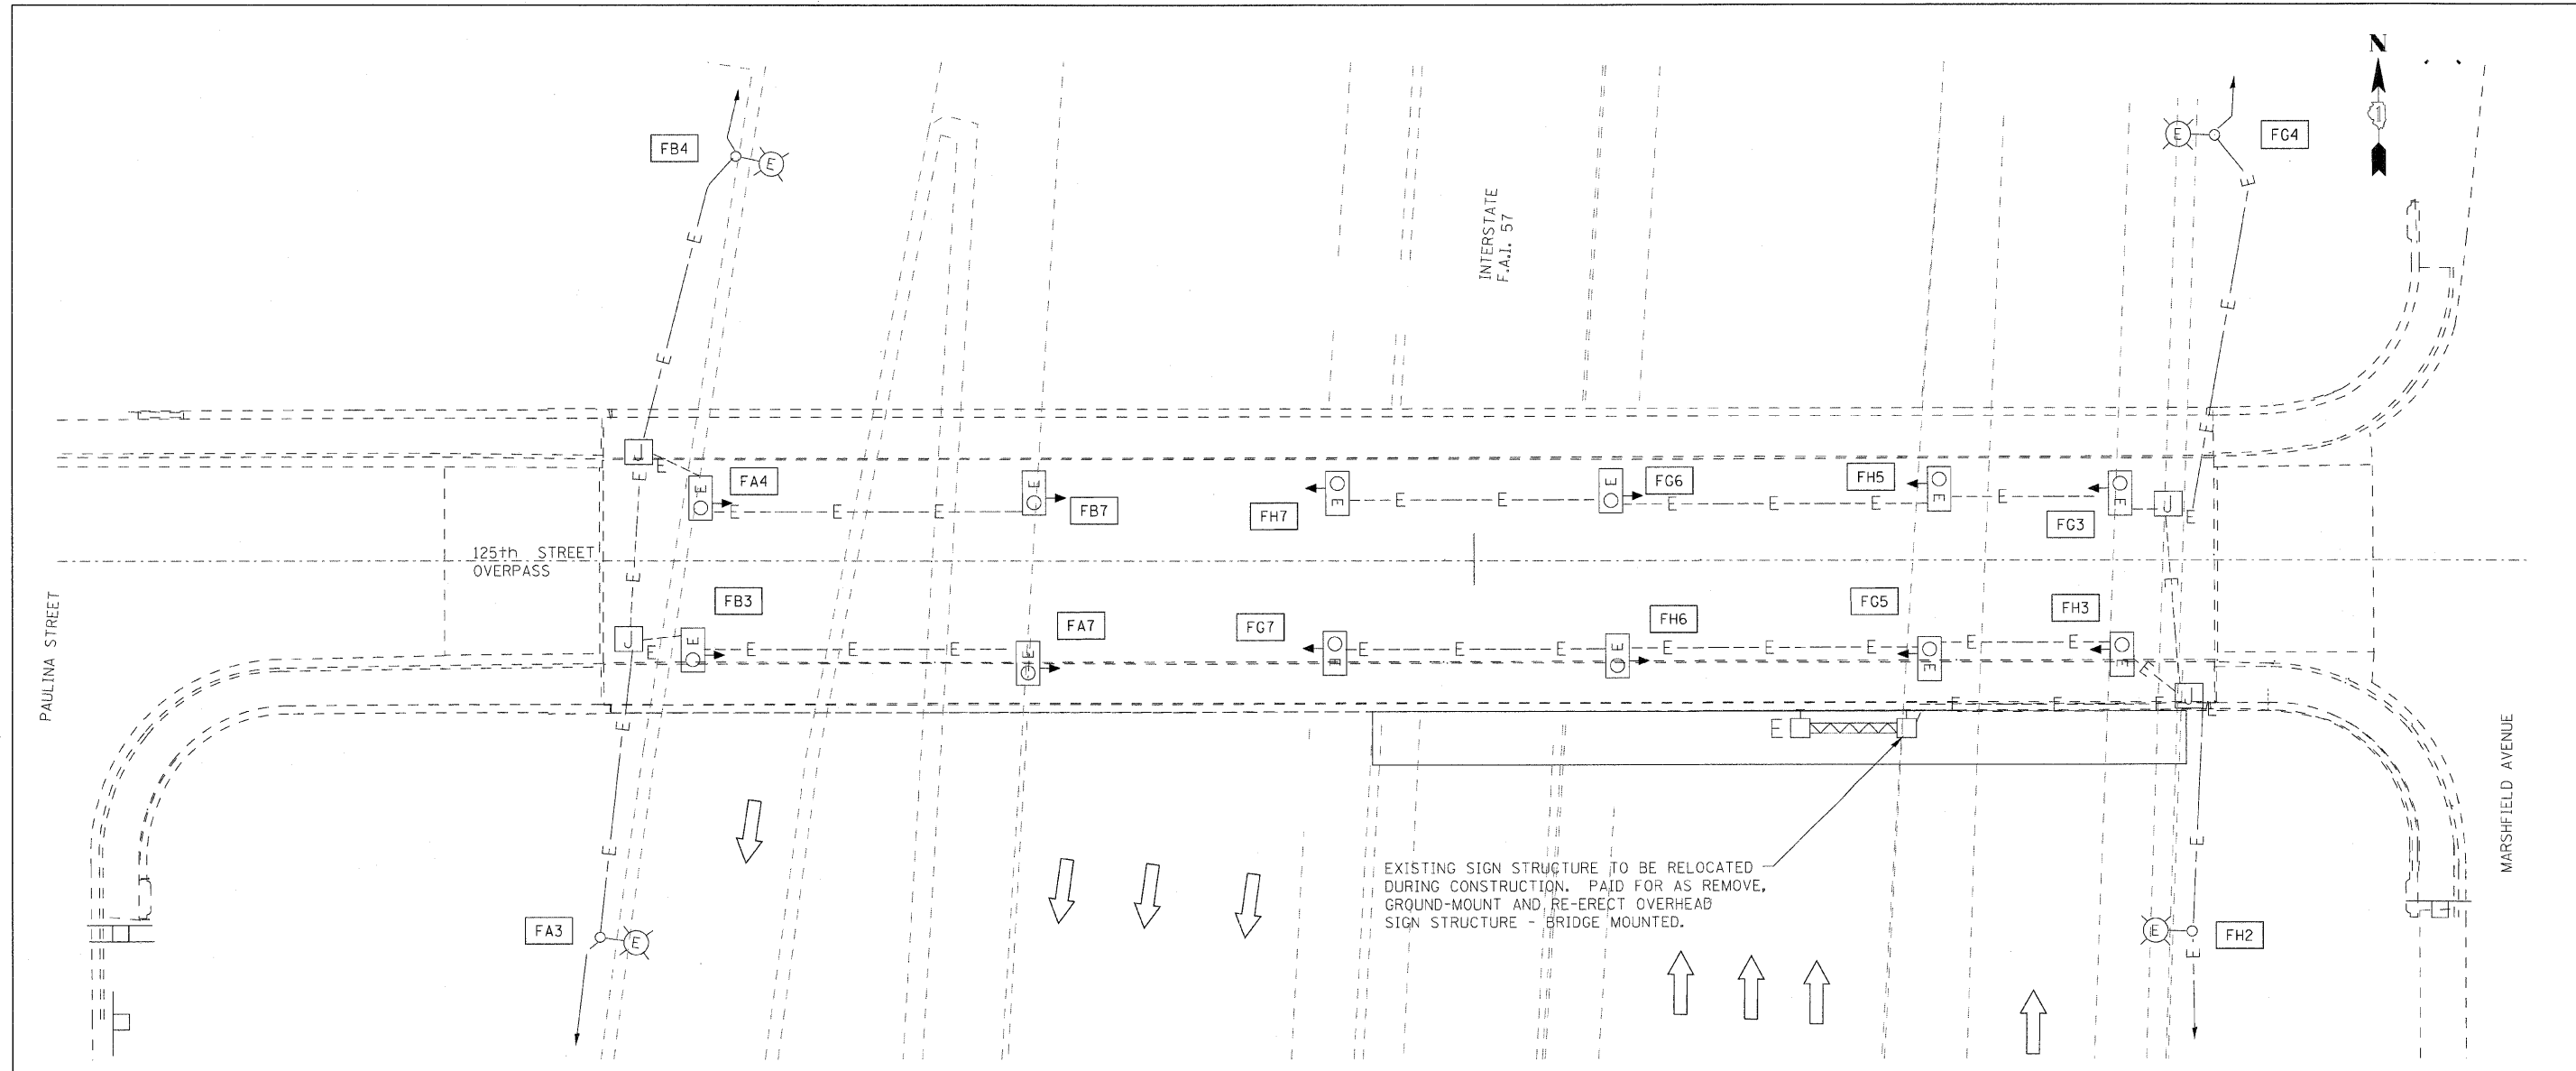 N
FB4
E
E
FG4
E
INTERSTATE
F.A.I. 57
E
E
E
E
J
E
E
FA4
E
E
E
E
E
FB7
FH7
E
E
E
E
FG6
E
E
E
FH5
E
E
E
FG3
J
E
125th STREET
OVERPASS
E
E
PAULINA STREET
J
E
FB3
E
E
E
E
E
FA7
FG7
E
E
E
E
E
FH6
E
E
E
FG5
E
E
E
FH3
E
E
J
E
E
E
E
E
E
MARSHFIELD AVENUE
E
E
EXISTING SIGN STRUCTURE TO BE RELOCATED
DURING CONSTRUCTION. PAID FOR AS REMOVE,
GROUND-MOUNT AND RE-ERECT OVERHEAD
SIGN STRUCTURE - BRIDGE MOUNTED.
FA3
E
E
E
FH2